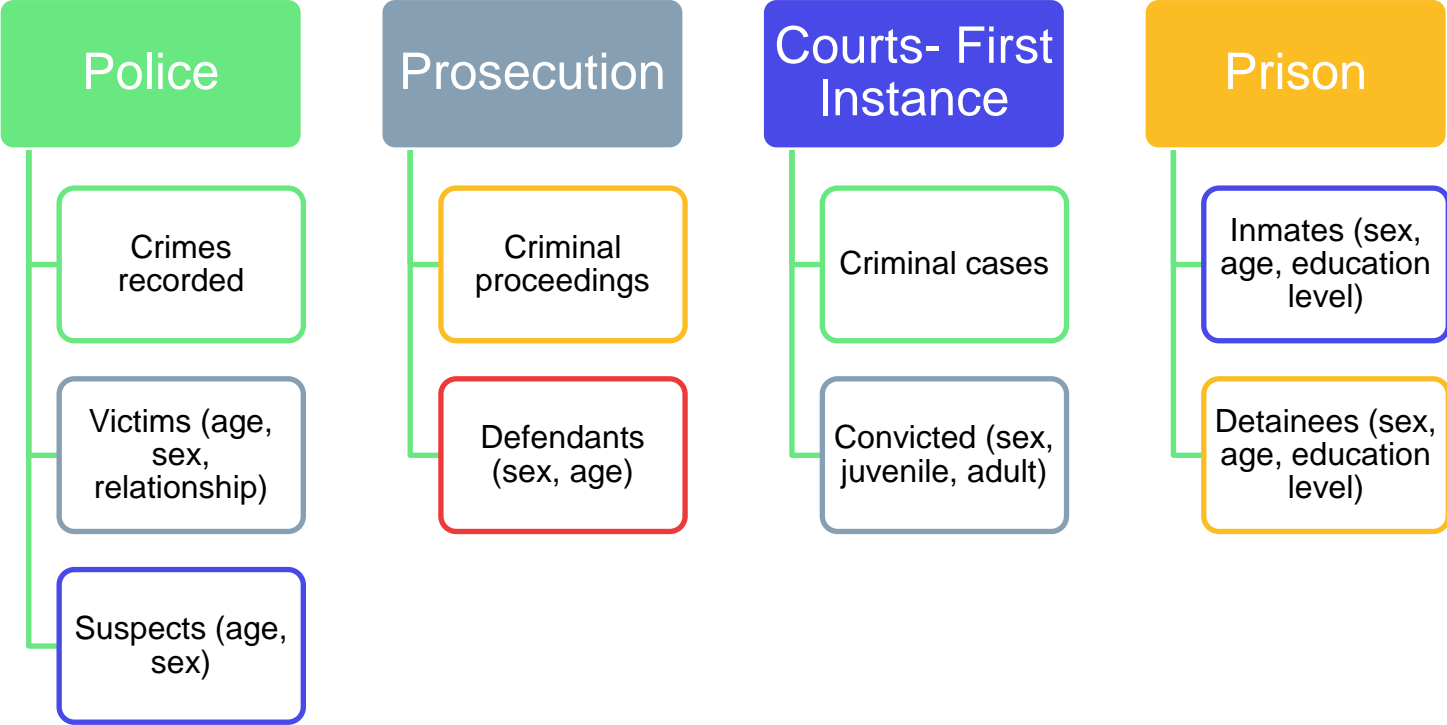 Police
Crimes
recorded
Victims (age,
sex,
relationship)
Suspects (age,
sex)
Prosecution
Criminal
proceedings
Defendants
(sex, age)
Courts- First
Instance
Criminal cases
Convicted (sex,
juvenile, adult)
Prison
Inmates (sex,
age, education
level)
Detainees (sex,
age, education
level)